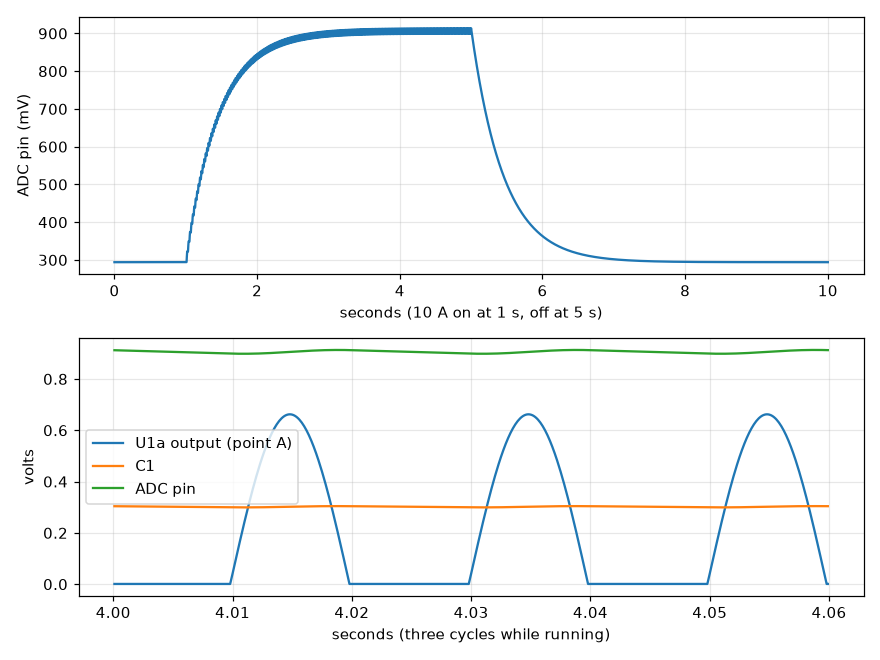 ADC pin (mV)
900
800
700
600
500
400
300
0 2 4 6 8 10
seconds (10 A on at 1 s, off at 5 s)
volts
0.8
0.6
0.4
0.2
0.0
U1a output (point A)
C1
ADC pin
4.00 4.01 4.02 4.03 4.04 4.05 4.06
seconds (three cycles while running)